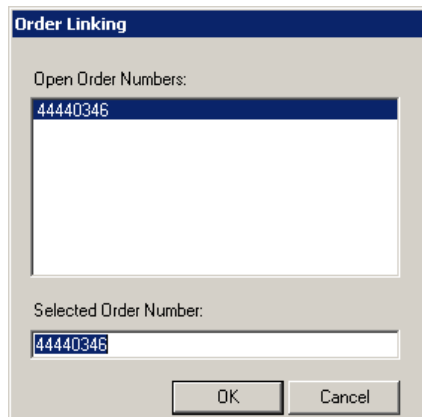 Order Linking
Open Order Numbers:
44440346
Selected Order Number:
44440346
OK Cancel